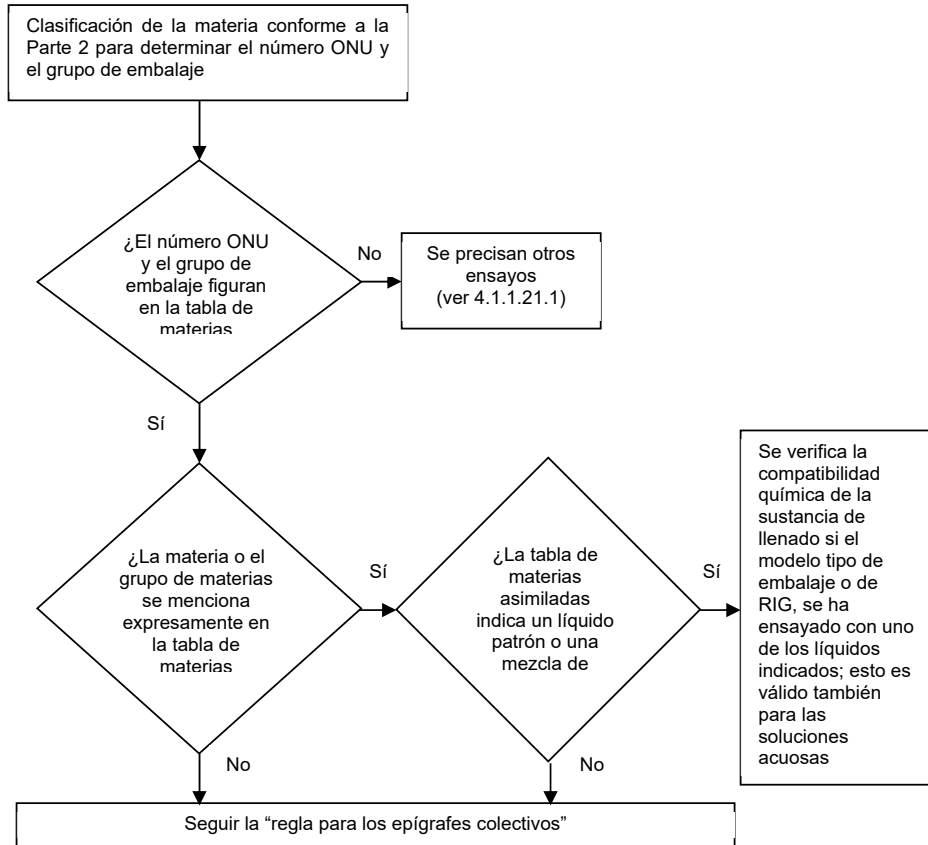 Clasificación de la materia conforme a la
Parte 2 para determinar el número ONU y
el grupo de embalaje
¿El número ONU
y el grupo de
embalaje figuran
en la tabla de
materias
No
Se precisan otros
ensayos
(ver 4.1.1.21.1)
Sí
¿La materia o el
grupo de materias
se menciona
expresamente en
la tabla de
materias
Sí
¿La tabla de
materias
asimiladas
indica un líquido
patrón o una
mezcla de
Sí
Se verifica la
compatibilidad
química de la
sustancia de
llenado si el
modelo tipo de
embalaje o de
RIG, se ha
ensayado con uno
de los líquidos
indicados; esto es
válido también
para las
soluciones
acuosas
No
No
Seguir la “regla para los epígrafes colectivos”